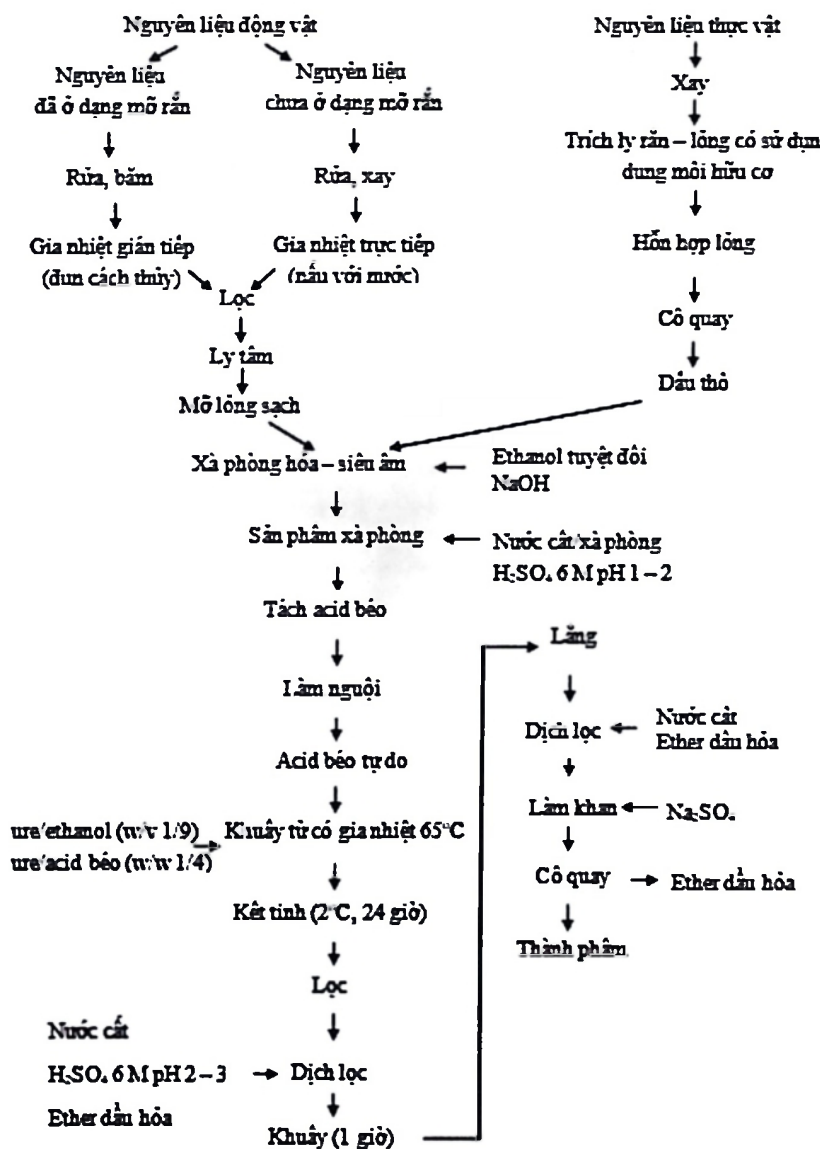 Nguyên liệu động vật
Nguyên liệu
đã ở dạng mỡ rắn
Rửa, băm
Gia nhiệt gián tiếp
(đun cách thủy)
Nguyên liệu
chưa ở dạng mỡ rắn
Rửa, xay
Gia nhiệt trực tiếp
(nấu với nước)
Lọc
Ly tâm
Mỡ lỏng sạch
Nguyên liệu thực vật
Xay
Trích ly rắn – lỏng có sử dụn
dung môi hữu cơ
Hỗn hợp lỏng
Cô quay
Dầu thô
Xà phòng hóa – siêu âm
Ethanol tuyệt đối
NaOH
Sản phẩm xà phòng
Nước cất/xà phòng
H₂SO₄ 6 M pH 1 – 2
Tách acid béo
Làm nguội
Acid béo tự do
ure/ethanol (w/v 1/9)
ure/acid béo (w/w 1/4)
Khuấy từ có gia nhiệt 65°C
Kết tinh (2°C, 24 giờ)
Lọc
Nước cất
H₂SO₄ 6 M pH 2 – 3
Ether dầu hỏa
Dịch lọc
Khuấy (1 giờ)
Lắng
Dịch lọc
Nước cất
Ether dầu hỏa
Làm khan
Na₂SO₄
Cô quay
Ether dầu hỏa
Thành phẩm